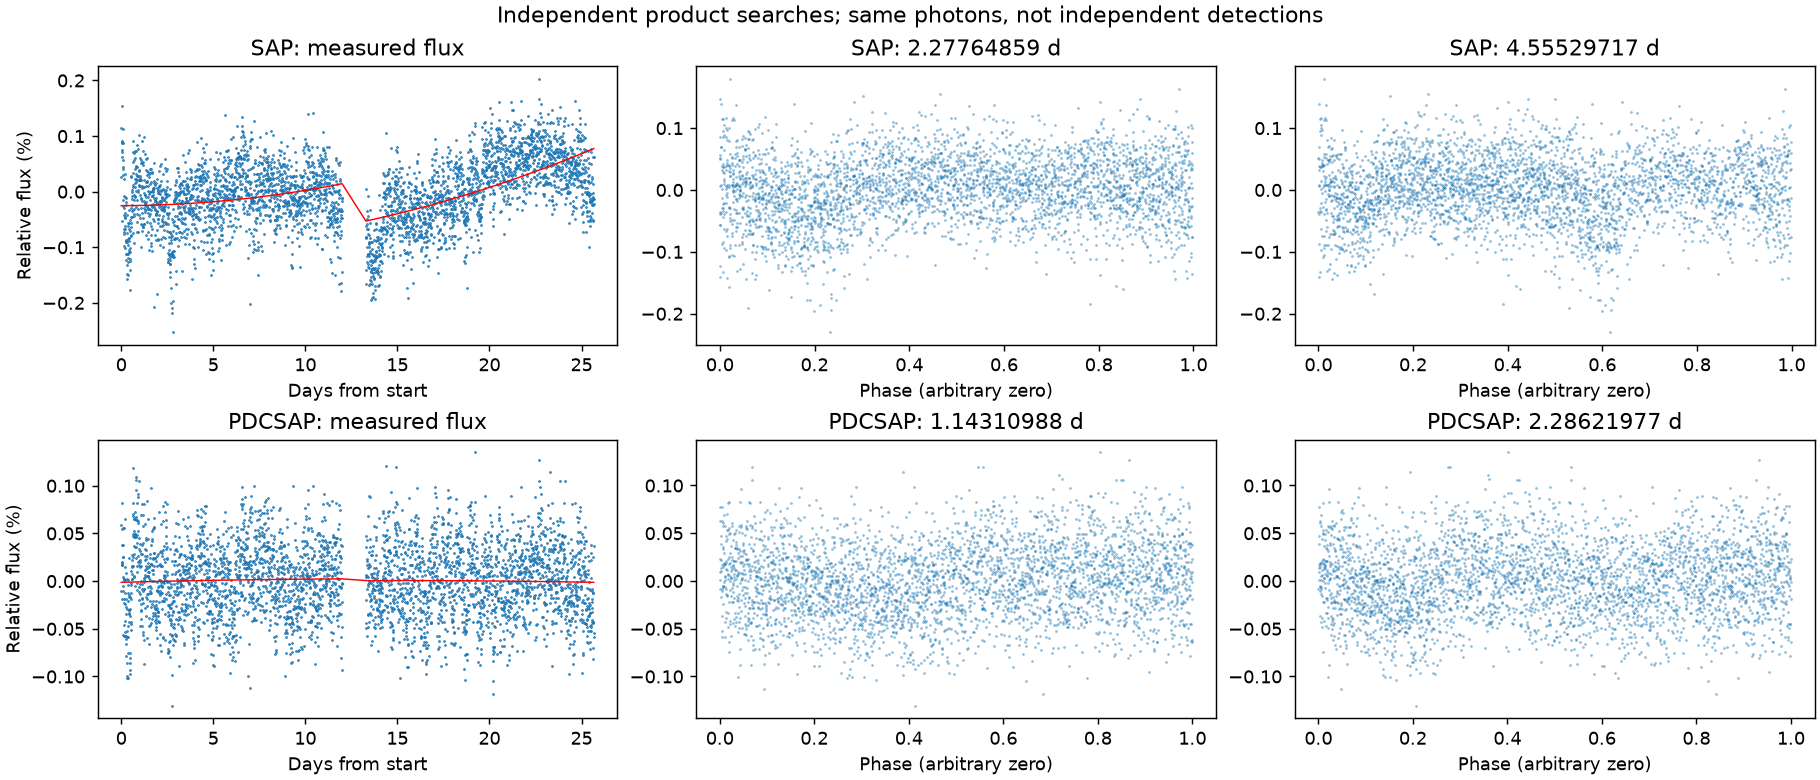 Independent product searches; same photons, not independent detections
SAP: measured flux
SAP: 2.27764859 d
SAP: 4.55529717 d
Relative flux (%)
0.2
0.1
0.0
−0.1
−0.2
0.1
0.0
−0.1
−0.2
0.1
0.0
−0.1
−0.2
0 5 10 15 20 25
0.0 0.2 0.4 0.6 0.8 1.0
0.0 0.2 0.4 0.6 0.8 1.0
Days from start
Phase (arbitrary zero)
Phase (arbitrary zero)
PDCSAP: measured flux
PDCSAP: 1.14310988 d
PDCSAP: 2.28621977 d
Relative flux (%)
0.10
0.05
0.00
−0.05
−0.10
0.10
0.05
0.00
−0.05
−0.10
0.10
0.05
0.00
−0.05
−0.10
0 5 10 15 20 25
0.0 0.2 0.4 0.6 0.8 1.0
0.0 0.2 0.4 0.6 0.8 1.0
Days from start
Phase (arbitrary zero)
Phase (arbitrary zero)